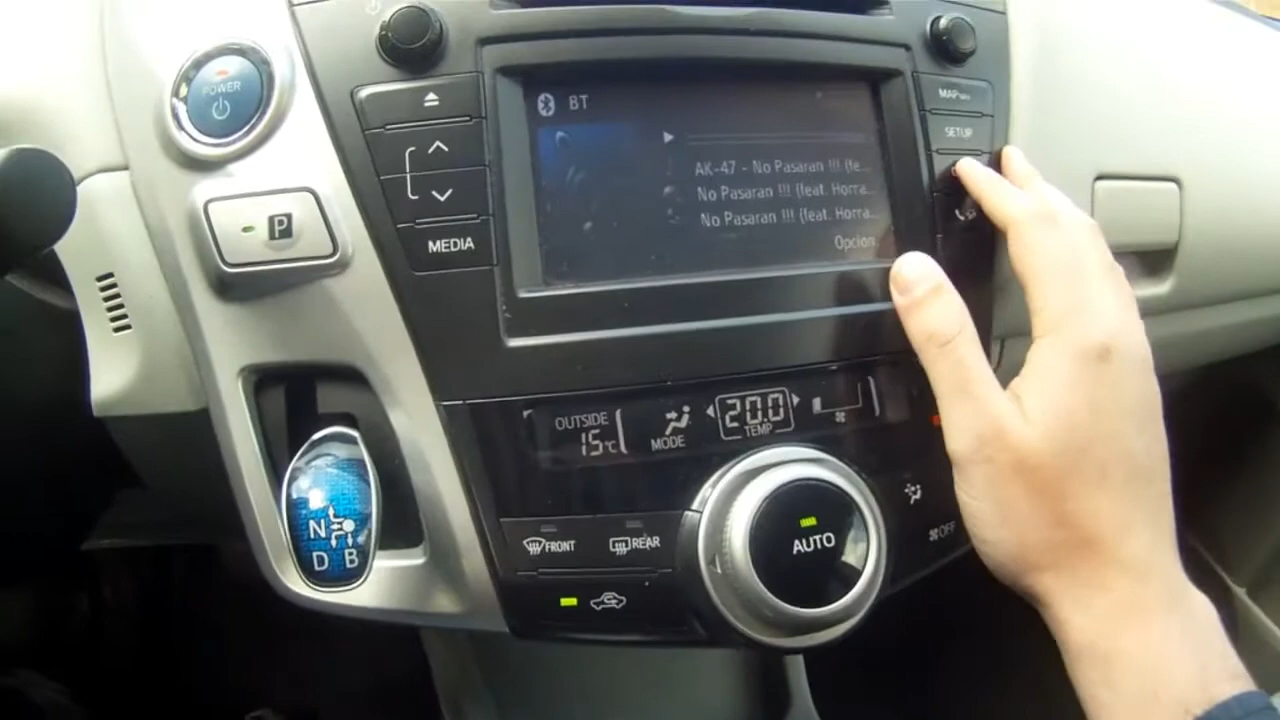 POWER
P
MEDIA
BT
AK-47 - No Pasaran !!! (fe...
No Pasaran !!! (feat. Horra...
No Pasaran !!! (feat. Horra...
Opcion
MAP
SETUP
OUTSIDE
15°C
MODE
20.0
TEMP
FRONT
REAR
AUTO
OFF
N
D B